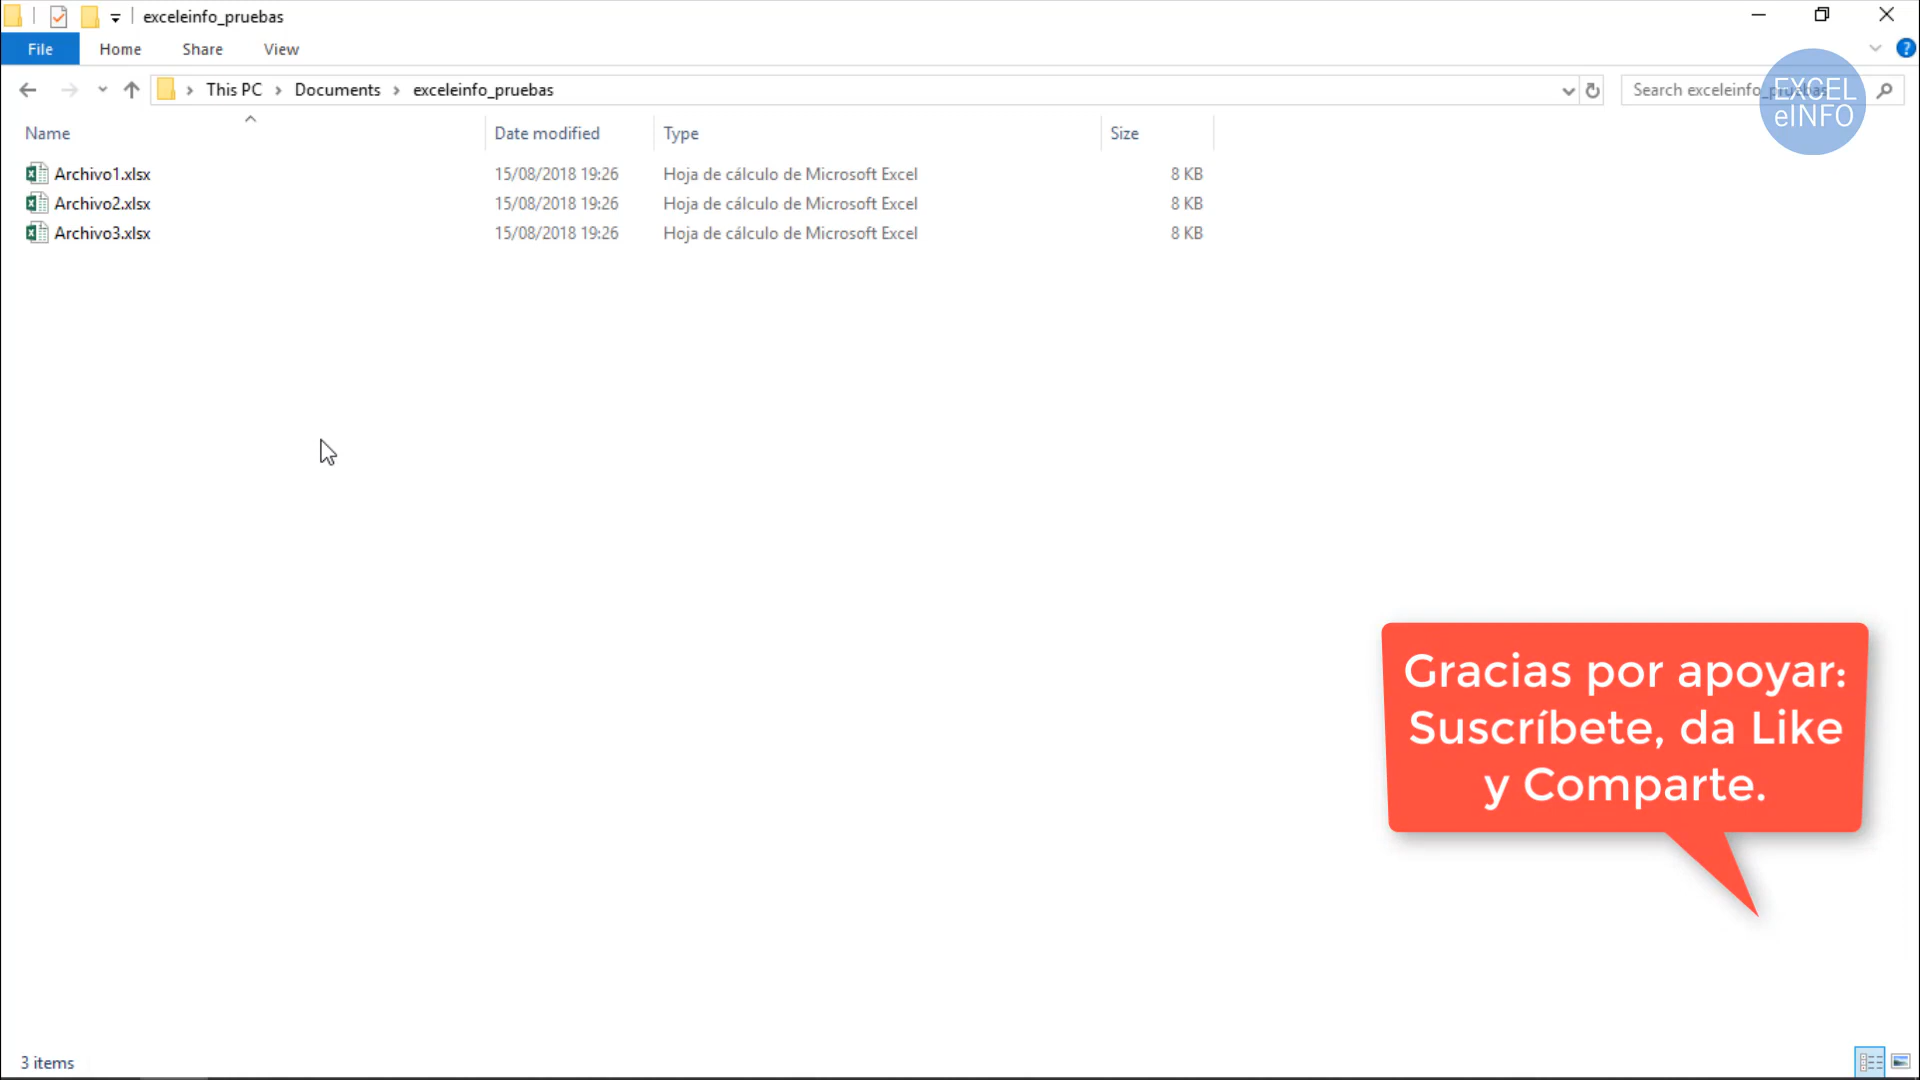 exceleinfo_pruebas
File Home Share View
This PC > Documents > exceleinfo_pruebas
Search exceleinfo_pruebas
EXCEL
eINFO
Name Date modified Type Size
Archivo1.xlsx 15/08/2018 19:26 Hoja de cálculo de Microsoft Excel 8 KB
Archivo2.xlsx 15/08/2018 19:26 Hoja de cálculo de Microsoft Excel 8 KB
Archivo3.xlsx 15/08/2018 19:26 Hoja de cálculo de Microsoft Excel 8 KB
Gracias por apoyar:
Suscríbete, da Like
y Comparte.
3 items